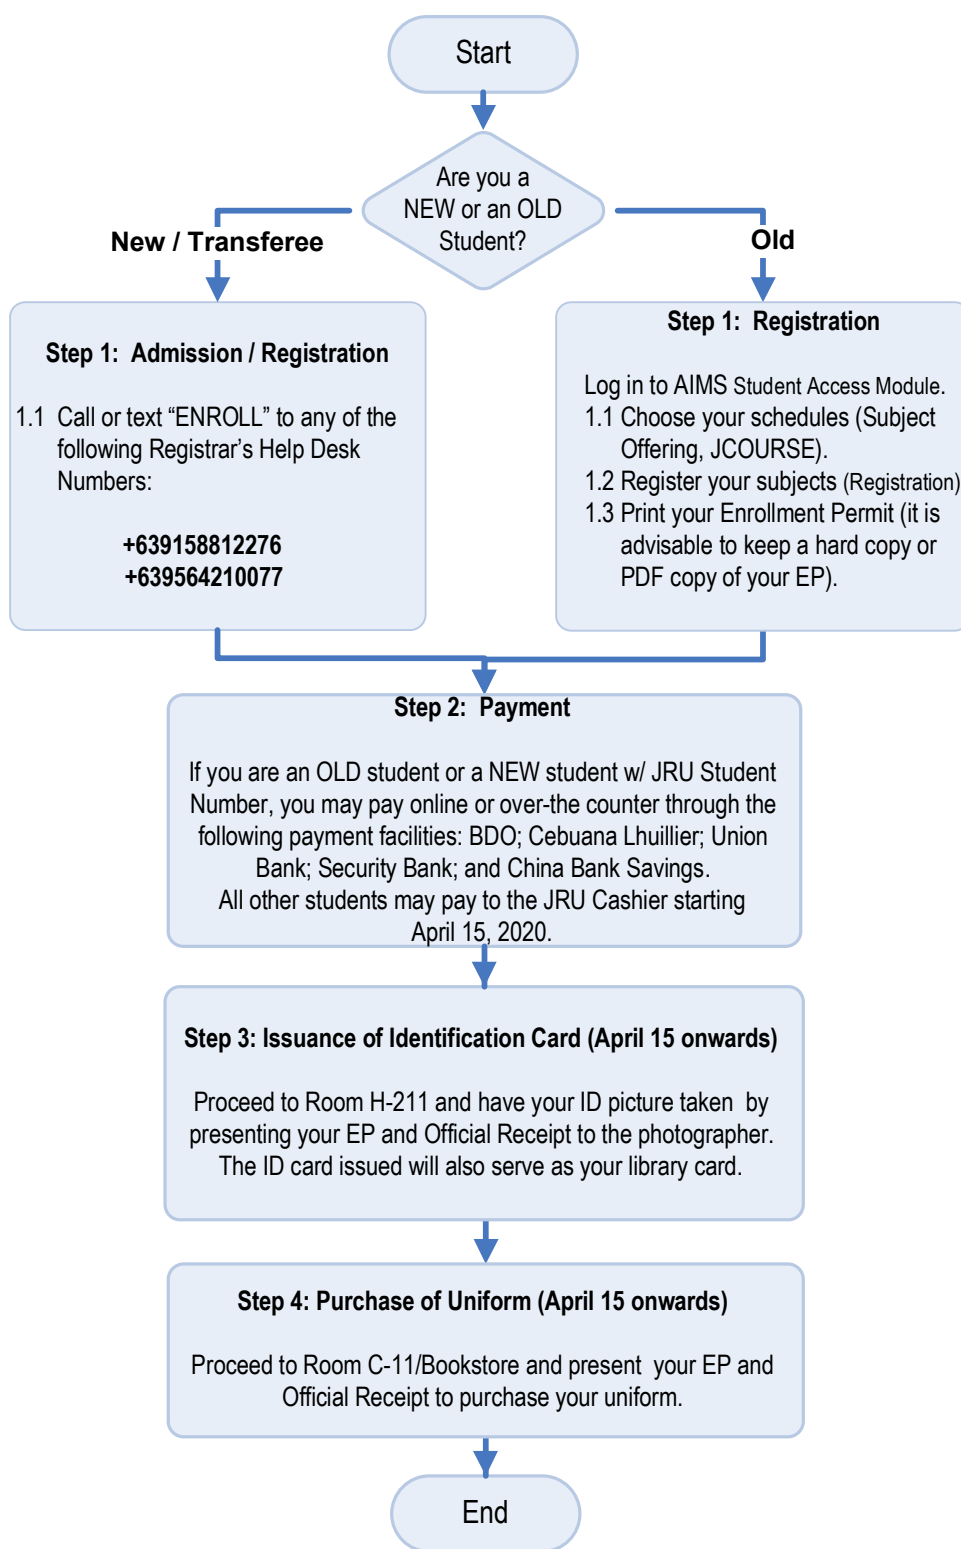 Start
Are you a
NEW or an OLD
Student?
New / Transferee
Old
Step 1:  Admission / Registration
1.1  Call or text “ENROLL” to any of the
following Registrar’s Help Desk
Numbers:
+639158812276
+639564210077
Step 1:  Registration
Log in to AIMS Student Access Module.
1.1 Choose your schedules (Subject
Offering, JCOURSE).
1.2 Register your subjects (Registration)
1.3 Print your Enrollment Permit (it is
advisable to keep a hard copy or
PDF copy of your EP).
Step 2:  Payment
If you are an OLD student or a NEW student w/ JRU Student
Number, you may pay online or over-the counter through the
following payment facilities: BDO; Cebuana Lhuillier; Union
Bank; Security Bank; and China Bank Savings.
All other students may pay to the JRU Cashier starting
April 15, 2020.
Step 3: Issuance of Identification Card (April 15 onwards)
Proceed to Room H-211 and have your ID picture taken  by
presenting your EP and Official Receipt to the photographer.
The ID card issued will also serve as your library card.
Step 4: Purchase of Uniform (April 15 onwards)
Proceed to Room C-11/Bookstore and present  your EP and
Official Receipt to purchase your uniform.
End